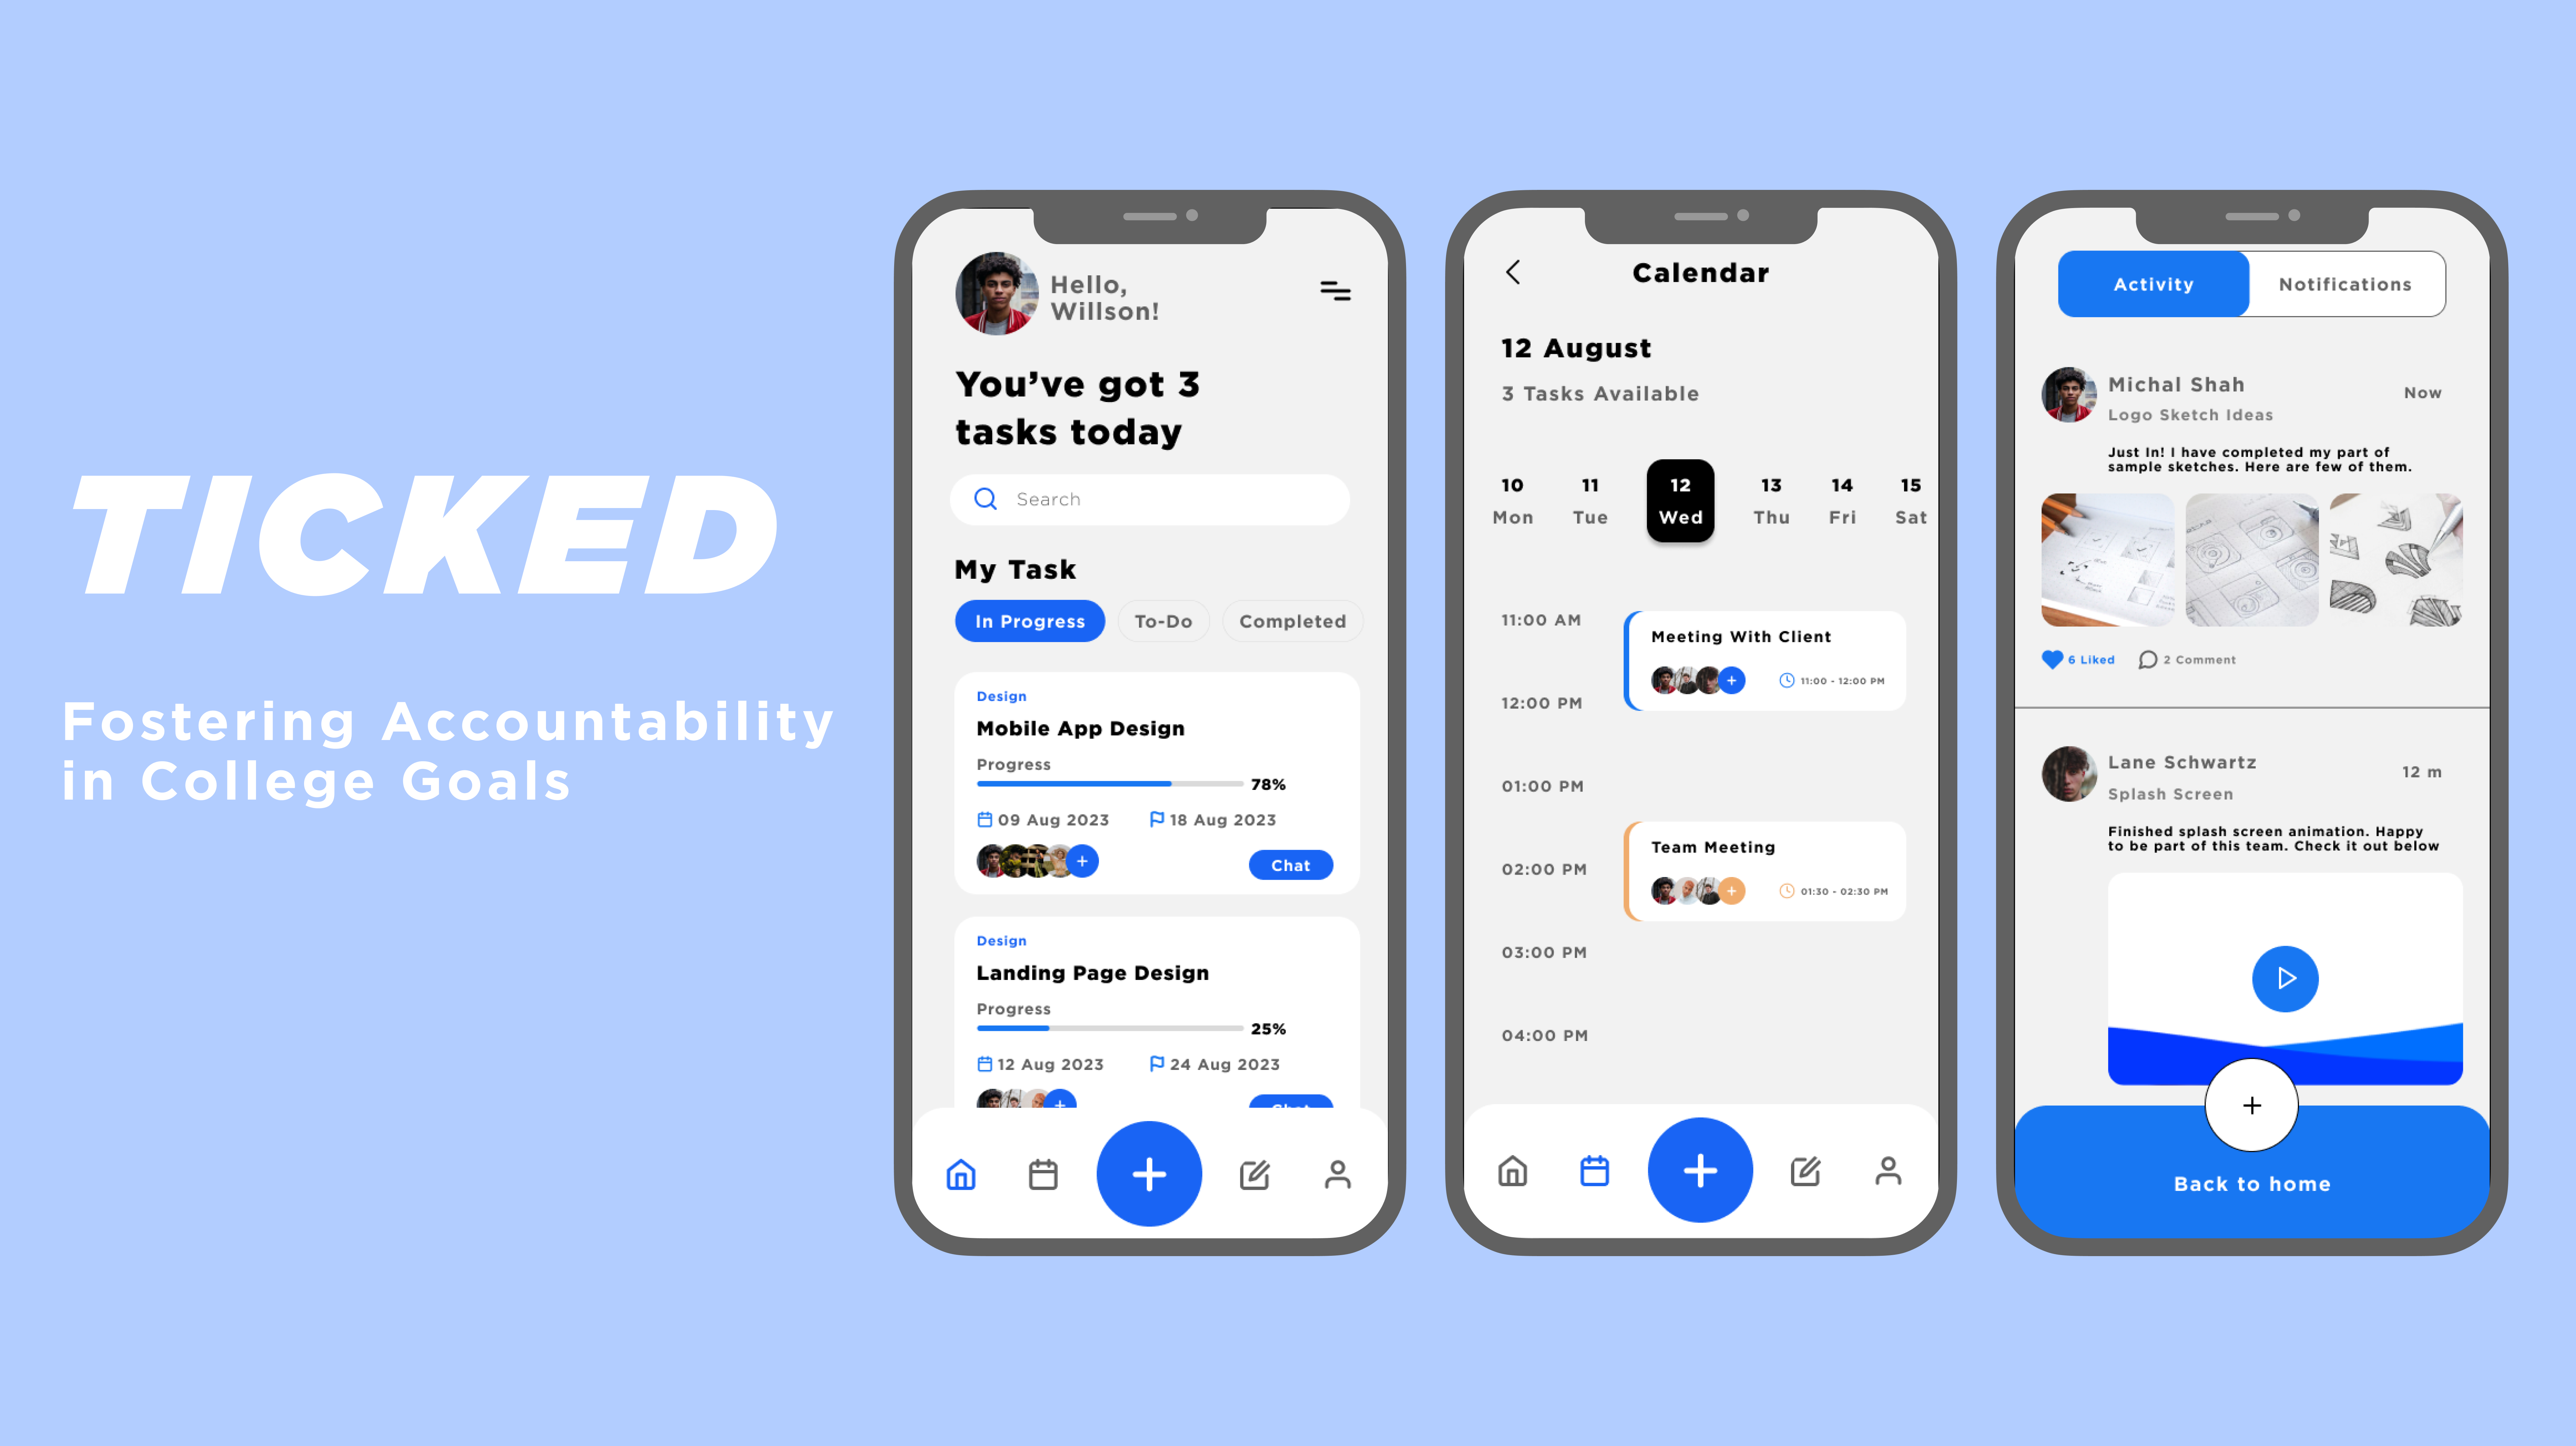 TICKED
Fostering Accountability
in College Goals
Hello,
Willson!
You’ve got 3
tasks today
Search
My Task
In Progress
To-Do
Completed
Design
Mobile App Design
Progress
78%
09 Aug 2023
18 Aug 2023
Chat
Design
Landing Page Design
Progress
25%
12 Aug 2023
24 Aug 2023
Chat
Calendar
12 August
3 Tasks Available
10 11 12 13 14 15
Mon Tue Wed Thu Fri Sat
11:00 AM
Meeting With Client
11:00 - 12:00 PM
12:00 PM
01:00 PM
Team Meeting
01:30 - 02:30 PM
02:00 PM
03:00 PM
04:00 PM
Activity
Notifications
Michal Shah
Now
Logo Sketch Ideas
Just In! I have completed my part of
sample sketches. Here are few of them.
6 Liked
2 Comment
Lane Schwartz
12 m
Splash Screen
Finished splash screen animation. Happy
to be part of this team. Check it out below
Back to home